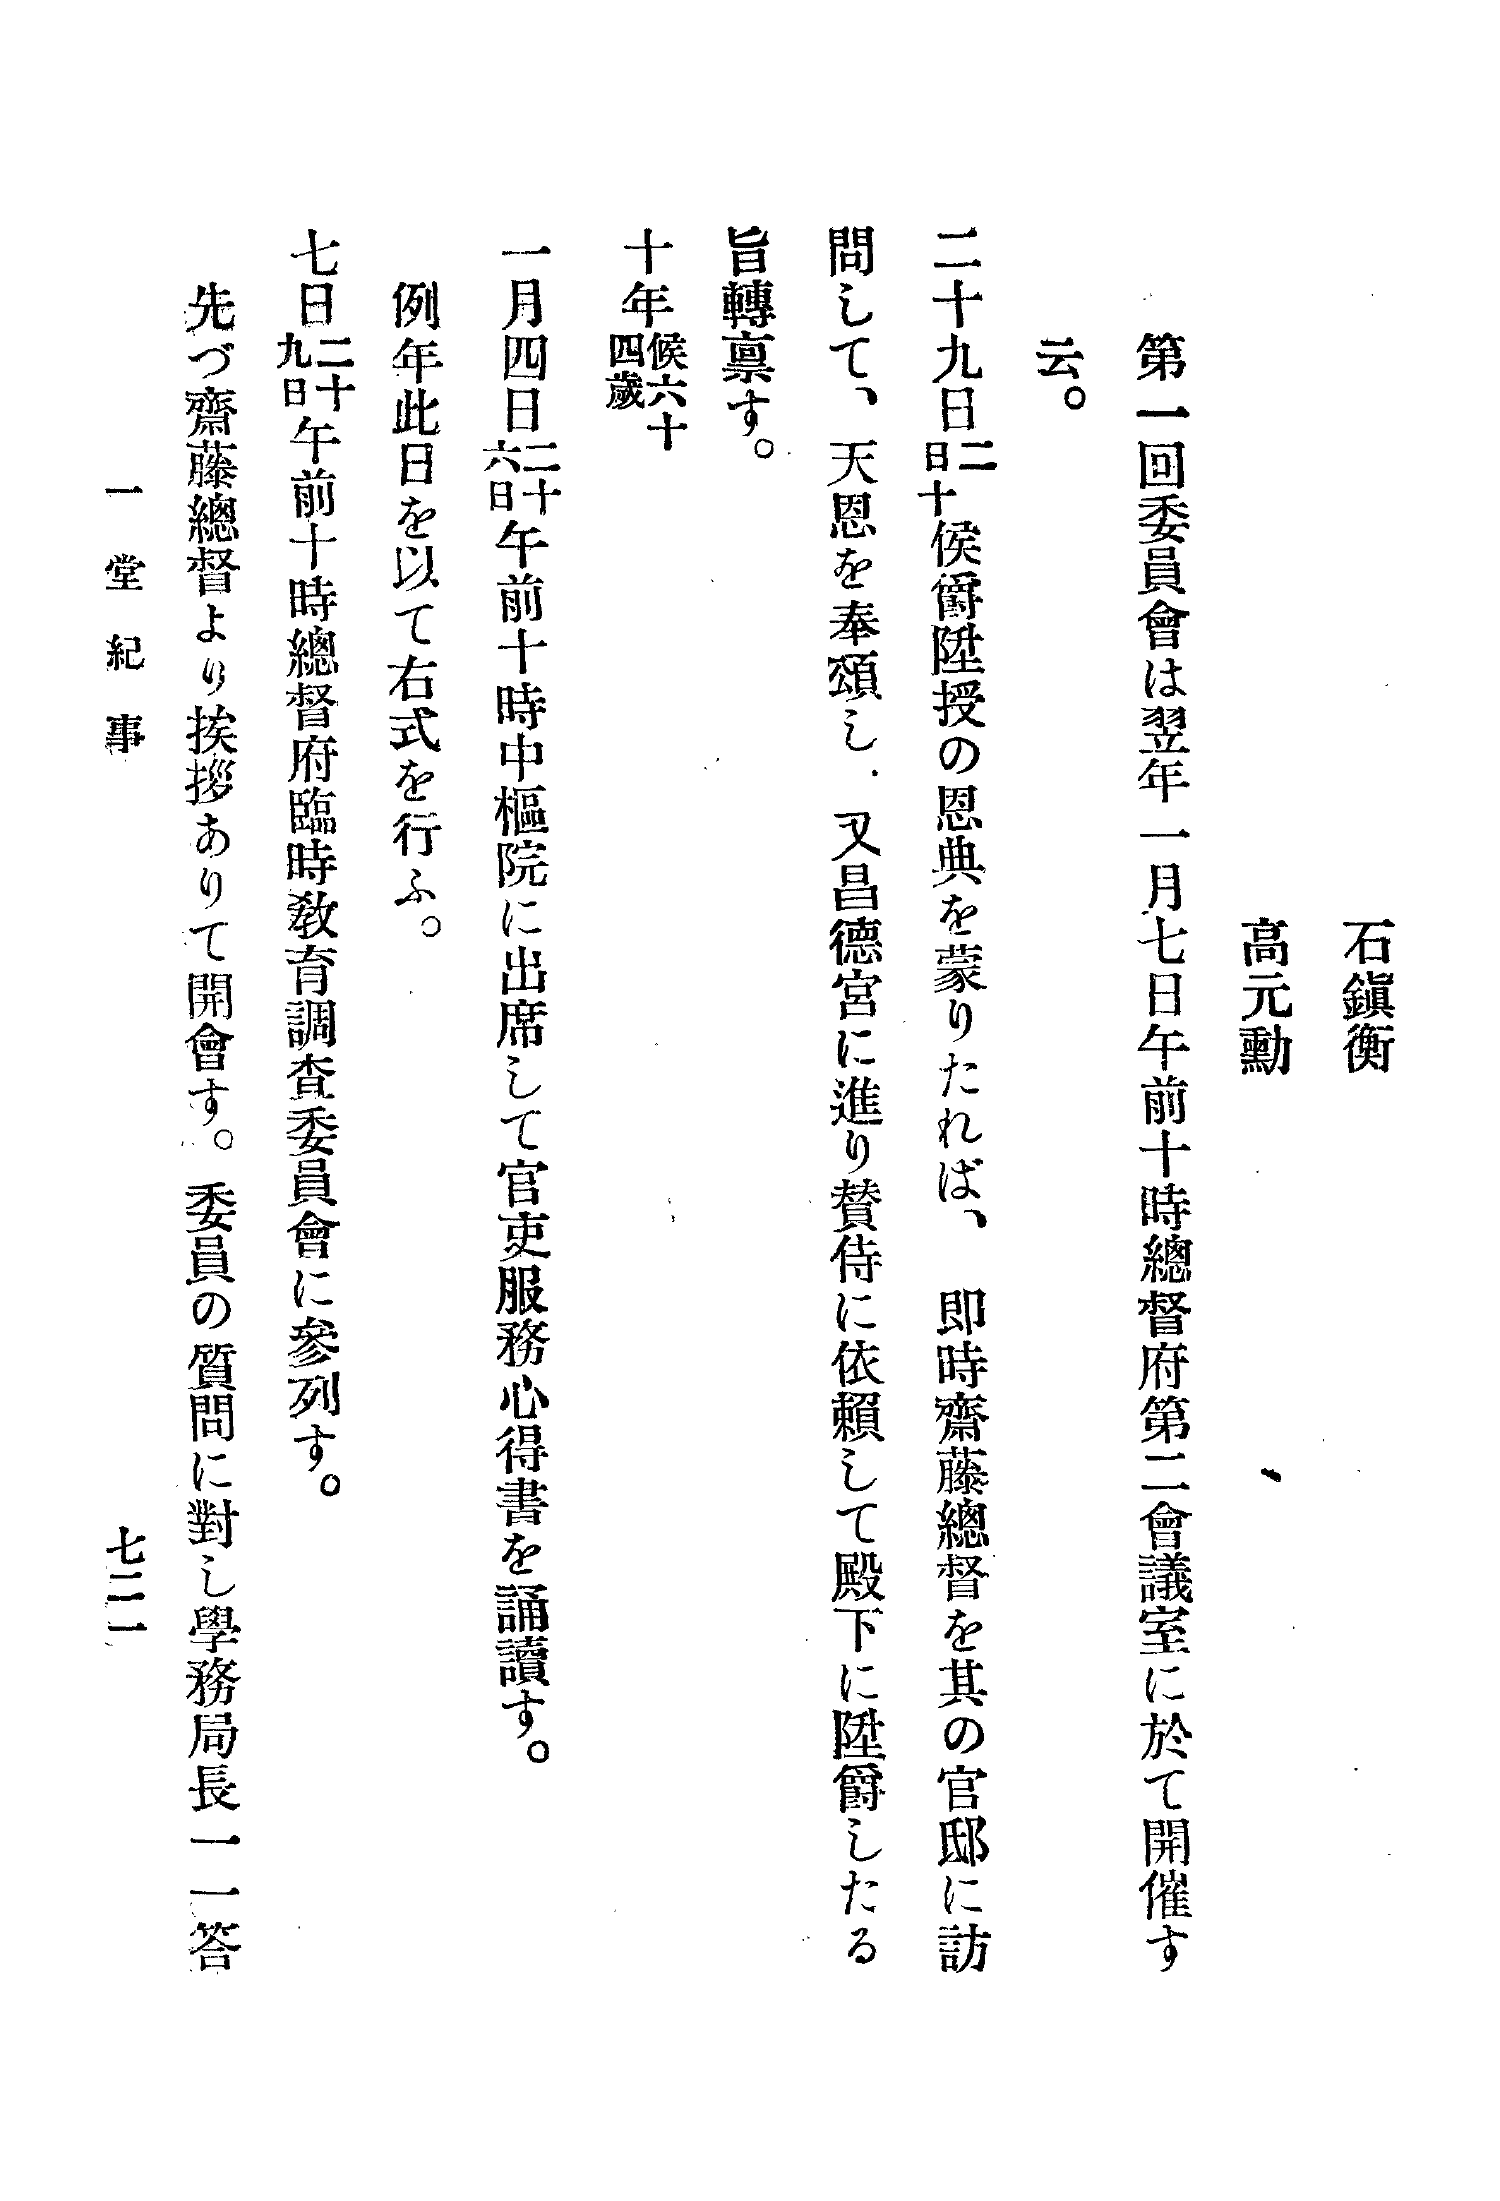 石鎭衡
高元勳
第一回委員會は翌年一月七日午前十時總督府第二會議室に於て開催す
云。
二十九日二十日侯爵陞授の恩典を蒙りたれば、卽時齋藤總督を其の官邸に訪
問して、天恩を奉頌し、又昌德宮に進り賛侍に依賴して殿下に陞爵したる
旨轉禀す。
十年候六十四歲
一月四日二十六日午前十時中樞院に出席して官吏服務心得書を誦讀す。
例年此日を以て右式を行ふ。
七日二十九日午前十時總督府臨時敎育調査委員會に參列す。
先づ齋藤總督より挨拶ありて開會す。委員の質問に對し學務局長一一答
一堂紀事
七二一